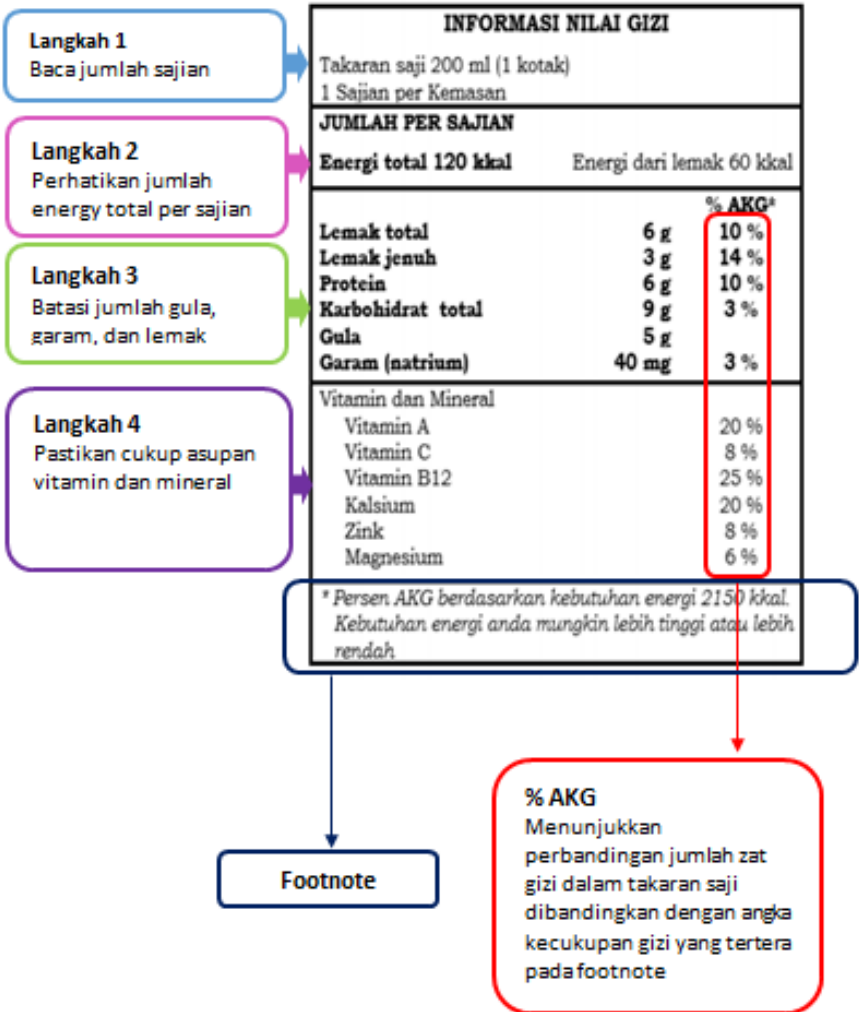 Langkah 1
Baca jumlah sajian
Langkah 2
Perhatikan jumlah
energy total per sajian
Langkah 3
Batasi jumlah gula,
garam, dan lemak
Langkah 4
Pastikan cukup asupan
vitamin dan mineral
INFORMASI NILAI GIZI
Takaran saji 200 ml (1 kotak)
1 Sajian per Kemasan
JUMLAH PER SAJIAN
Energi total 120 kkal Energi dari lemak 60 kkal
% AKG*
Lemak total 6 g 10 %
Lemak jenuh 3 g 14 %
Protein 6 g 10 %
Karbohidrat total 9 g 3 %
Gula 5 g
Garam (natrium) 40 mg 3 %
Vitamin dan Mineral
Vitamin A 20 %
Vitamin C 8 %
Vitamin B12 25 %
Kalsium 20 %
Zink 8 %
Magnesium 6 %
* Persen AKG berdasarkan kebutuhan energi 2150 kkal.
Kebutuhan energi anda mungkin lebih tinggi atau lebih
rendah
Footnote
% AKG
Menunjukkan
perbandingan jumlah zat
gizi dalam takaran saji
dibandingkan dengan angka
kecukupan gizi yang tertera
pada footnote